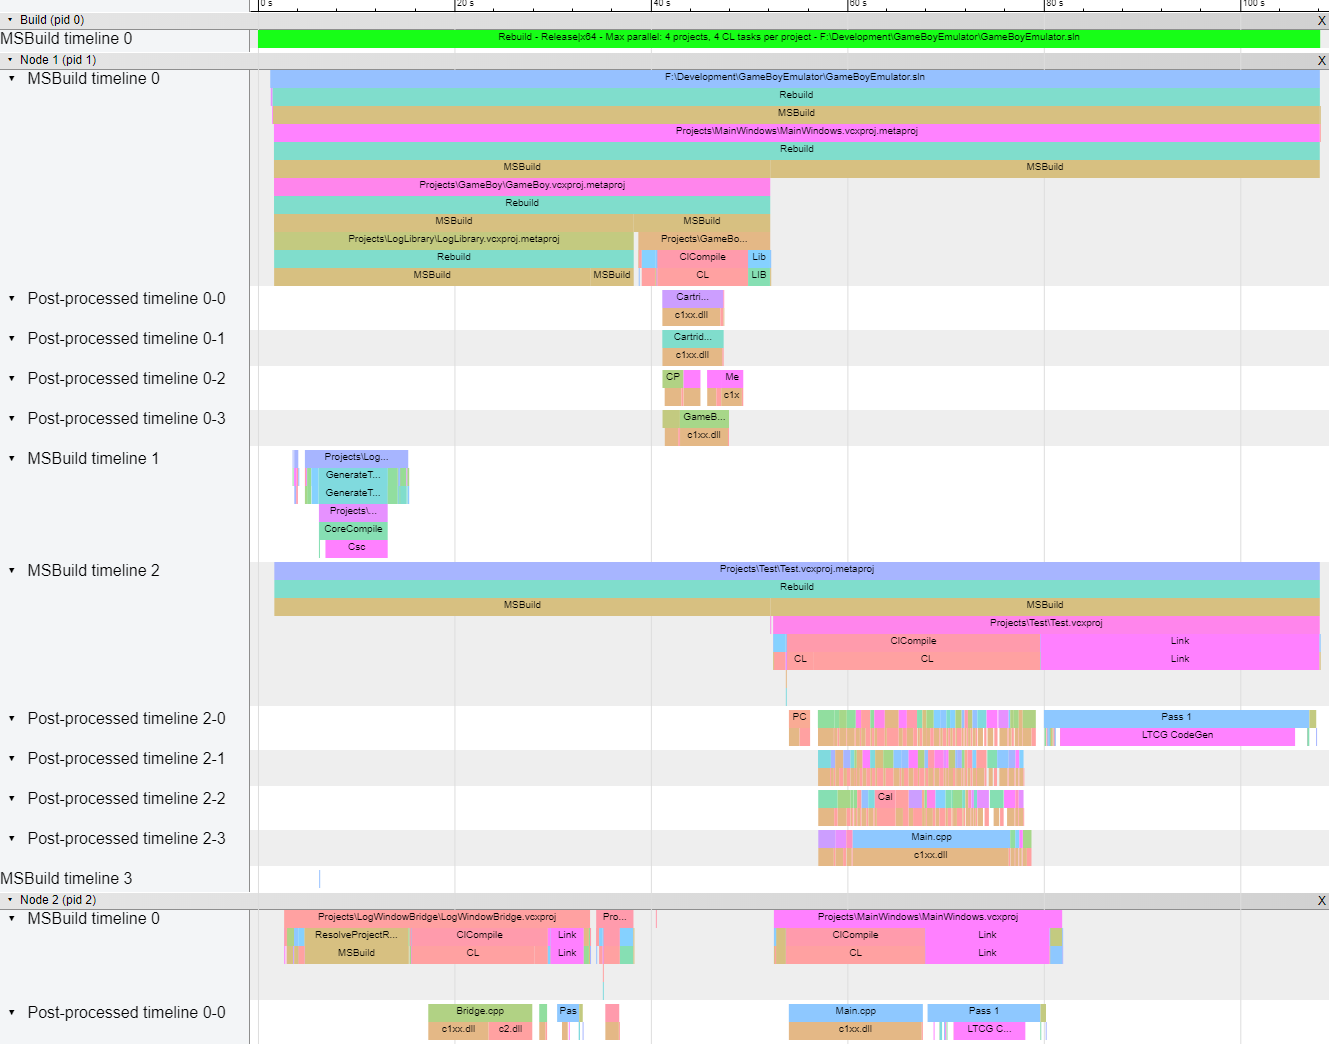 0 s 20 s 40 s 60 s 80 s 100 s
Build (pid 0) X
MSBuild timeline 0 Rebuild - Release|x64 - Max parallel: 4 projects, 4 CL tasks per project - F:\Development\GameBoyEmulator\GameBoyEmulator.sln
Node 1 (pid 1) X
MSBuild timeline 0 F:\Development\GameBoyEmulator\GameBoyEmulator.sln
Rebuild
MSBuild
Projects\MainWindows\MainWindows.vcxproj.metaproj
Rebuild
MSBuild MSBuild
Projects\GameBoy\GameBoy.vcxproj.metaproj
Rebuild
MSBuild MSBuild
Projects\LogLibrary\LogLibrary.vcxproj.metaproj Projects\GameBo...
Rebuild ClCompile Lib
MSBuild MSBuild CL LIB
Post-processed timeline 0-0 Cartri...
c1xx.dll
Post-processed timeline 0-1 Cartrid...
c1xx.dll
Post-processed timeline 0-2 CP Me
c1x
Post-processed timeline 0-3 GameB...
c1xx.dll
MSBuild timeline 1 Projects\Log...
GenerateT...
GenerateT...
Projects\...
CoreCompile
Csc
MSBuild timeline 2 Projects\Test\Test.vcxproj.metaproj
Rebuild
MSBuild MSBuild
Projects\Test\Test.vcxproj
ClCompile Link
CL CL Link
Post-processed timeline 2-0 PC Pass 1
LTCG CodeGen
Post-processed timeline 2-1
Post-processed timeline 2-2 Cal
Post-processed timeline 2-3 Main.cpp
c1xx.dll
MSBuild timeline 3
Node 2 (pid 2) X
MSBuild timeline 0 Projects\LogWindowBridge\LogWindowBridge.vcxproj Pro... Projects\MainWindows\MainWindows.vcxproj
ResolveProjectR... ClCompile Link ClCompile Link
MSBuild CL Link CL Link
Post-processed timeline 0-0 Bridge.cpp Pas Main.cpp Pass 1
c1xx.dll c2.dll c1xx.dll LTCG C...